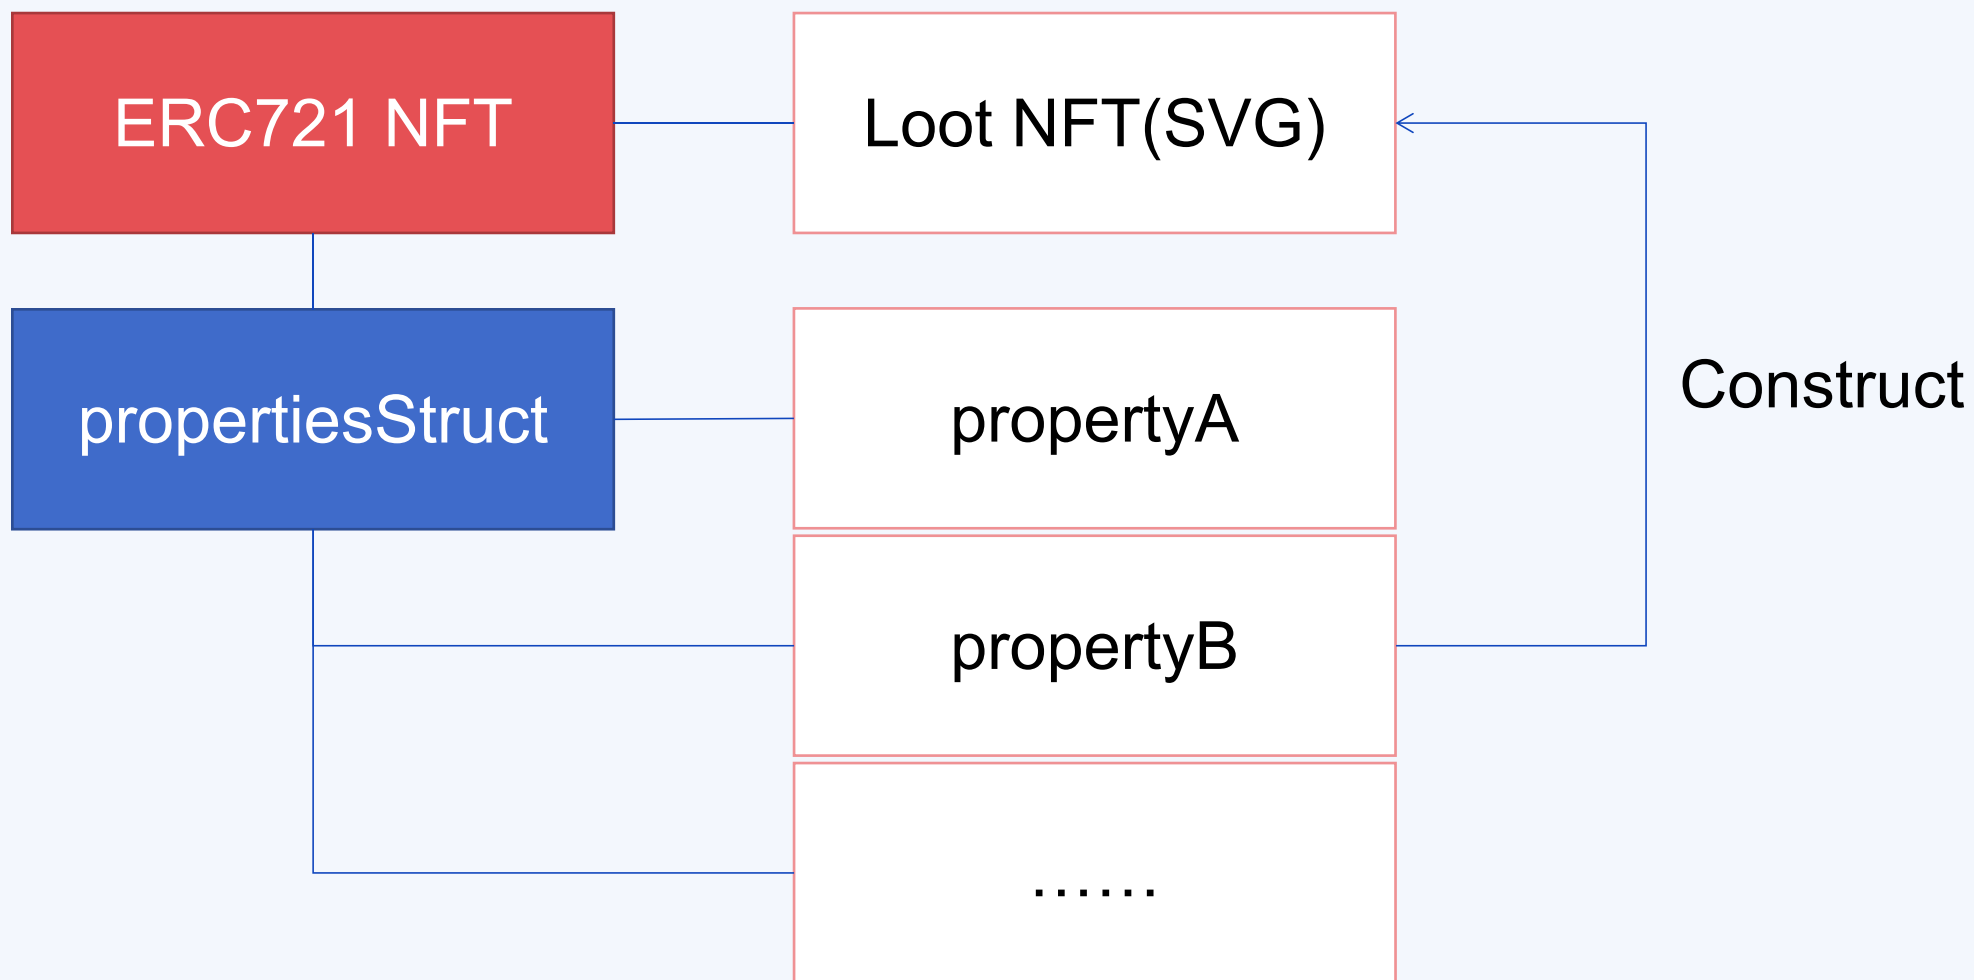 ERC721 NFT
Loot NFT(SVG)
propertiesStruct
propertyA
Construct
propertyB
......